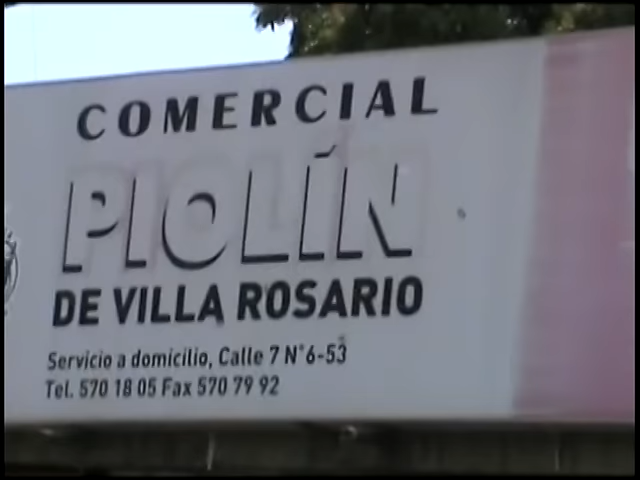 COMERCIAL
PIOLÍN
DE VILLA ROSARIO
Servicio a domicilio, Calle 7 N°6-53
Tel. 570 18 05 Fax 570 79 92